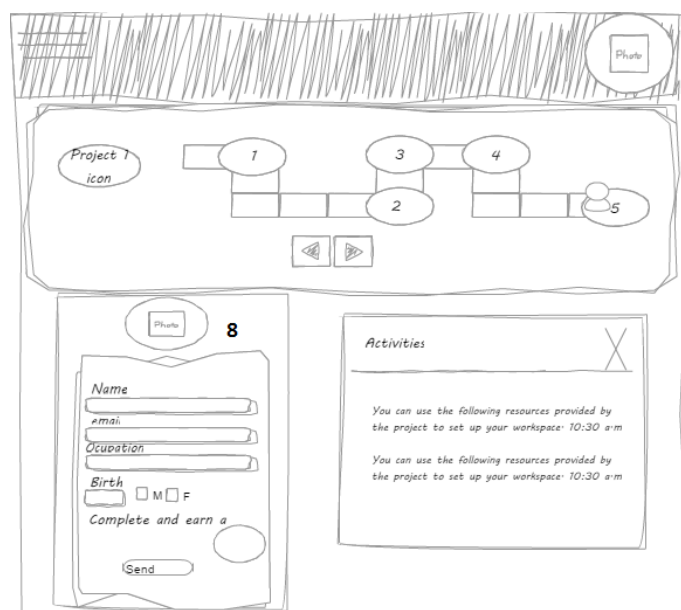 Photo
Project 1
icon
1
3
4
2
5
Photo
8
Activities
Name
email
Ocupation
Birth
M F
Complete and earn a
Send
You can use the following resources provided by
the project to set up your workspace. 10:30 a.m
You can use the following resources provided by
the project to set up your workspace. 10:30 a.m